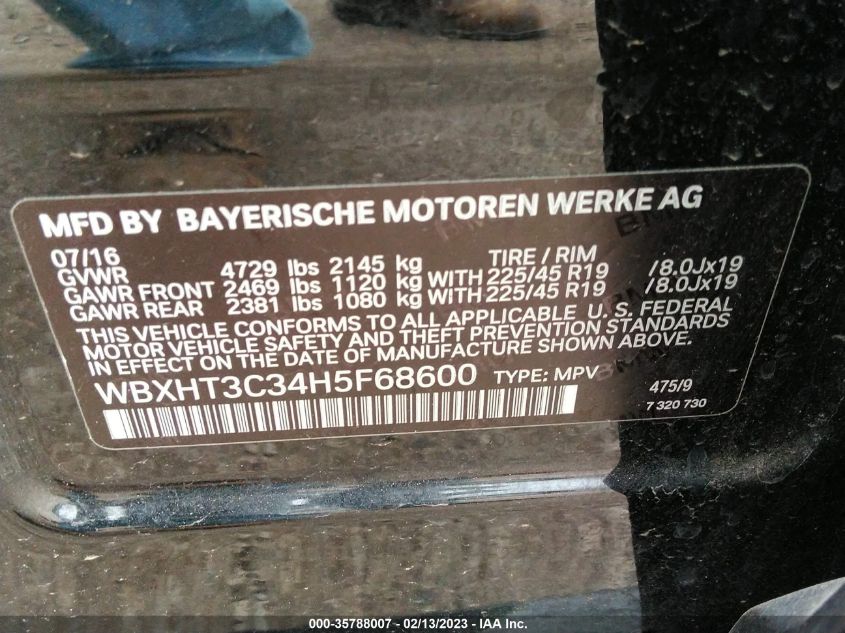 MFD BY BAYERISCHE MOTOREN WERKE AG
07/16 TIRE / RIM
GVWR 4729 lbs 2145 kg
GAWR FRONT 2469 lbs 1120 kg WITH 225/45 R19 /8.0Jx19
GAWR REAR 2381 lbs 1080 kg WITH 225/45 R19 /8.0Jx19
THIS VEHICLE CONFORMS TO ALL APPLICABLE U.S. FEDERAL
MOTOR VEHICLE SAFETY AND THEFT PREVENTION STANDARDS
IN EFFECT ON THE DATE OF MANUFACTURE SHOWN ABOVE.
WBXHT3C34H5F68600 TYPE: MPV 475/9
7 320 730
000-35788007 - 02/13/2023 - IAA Inc.